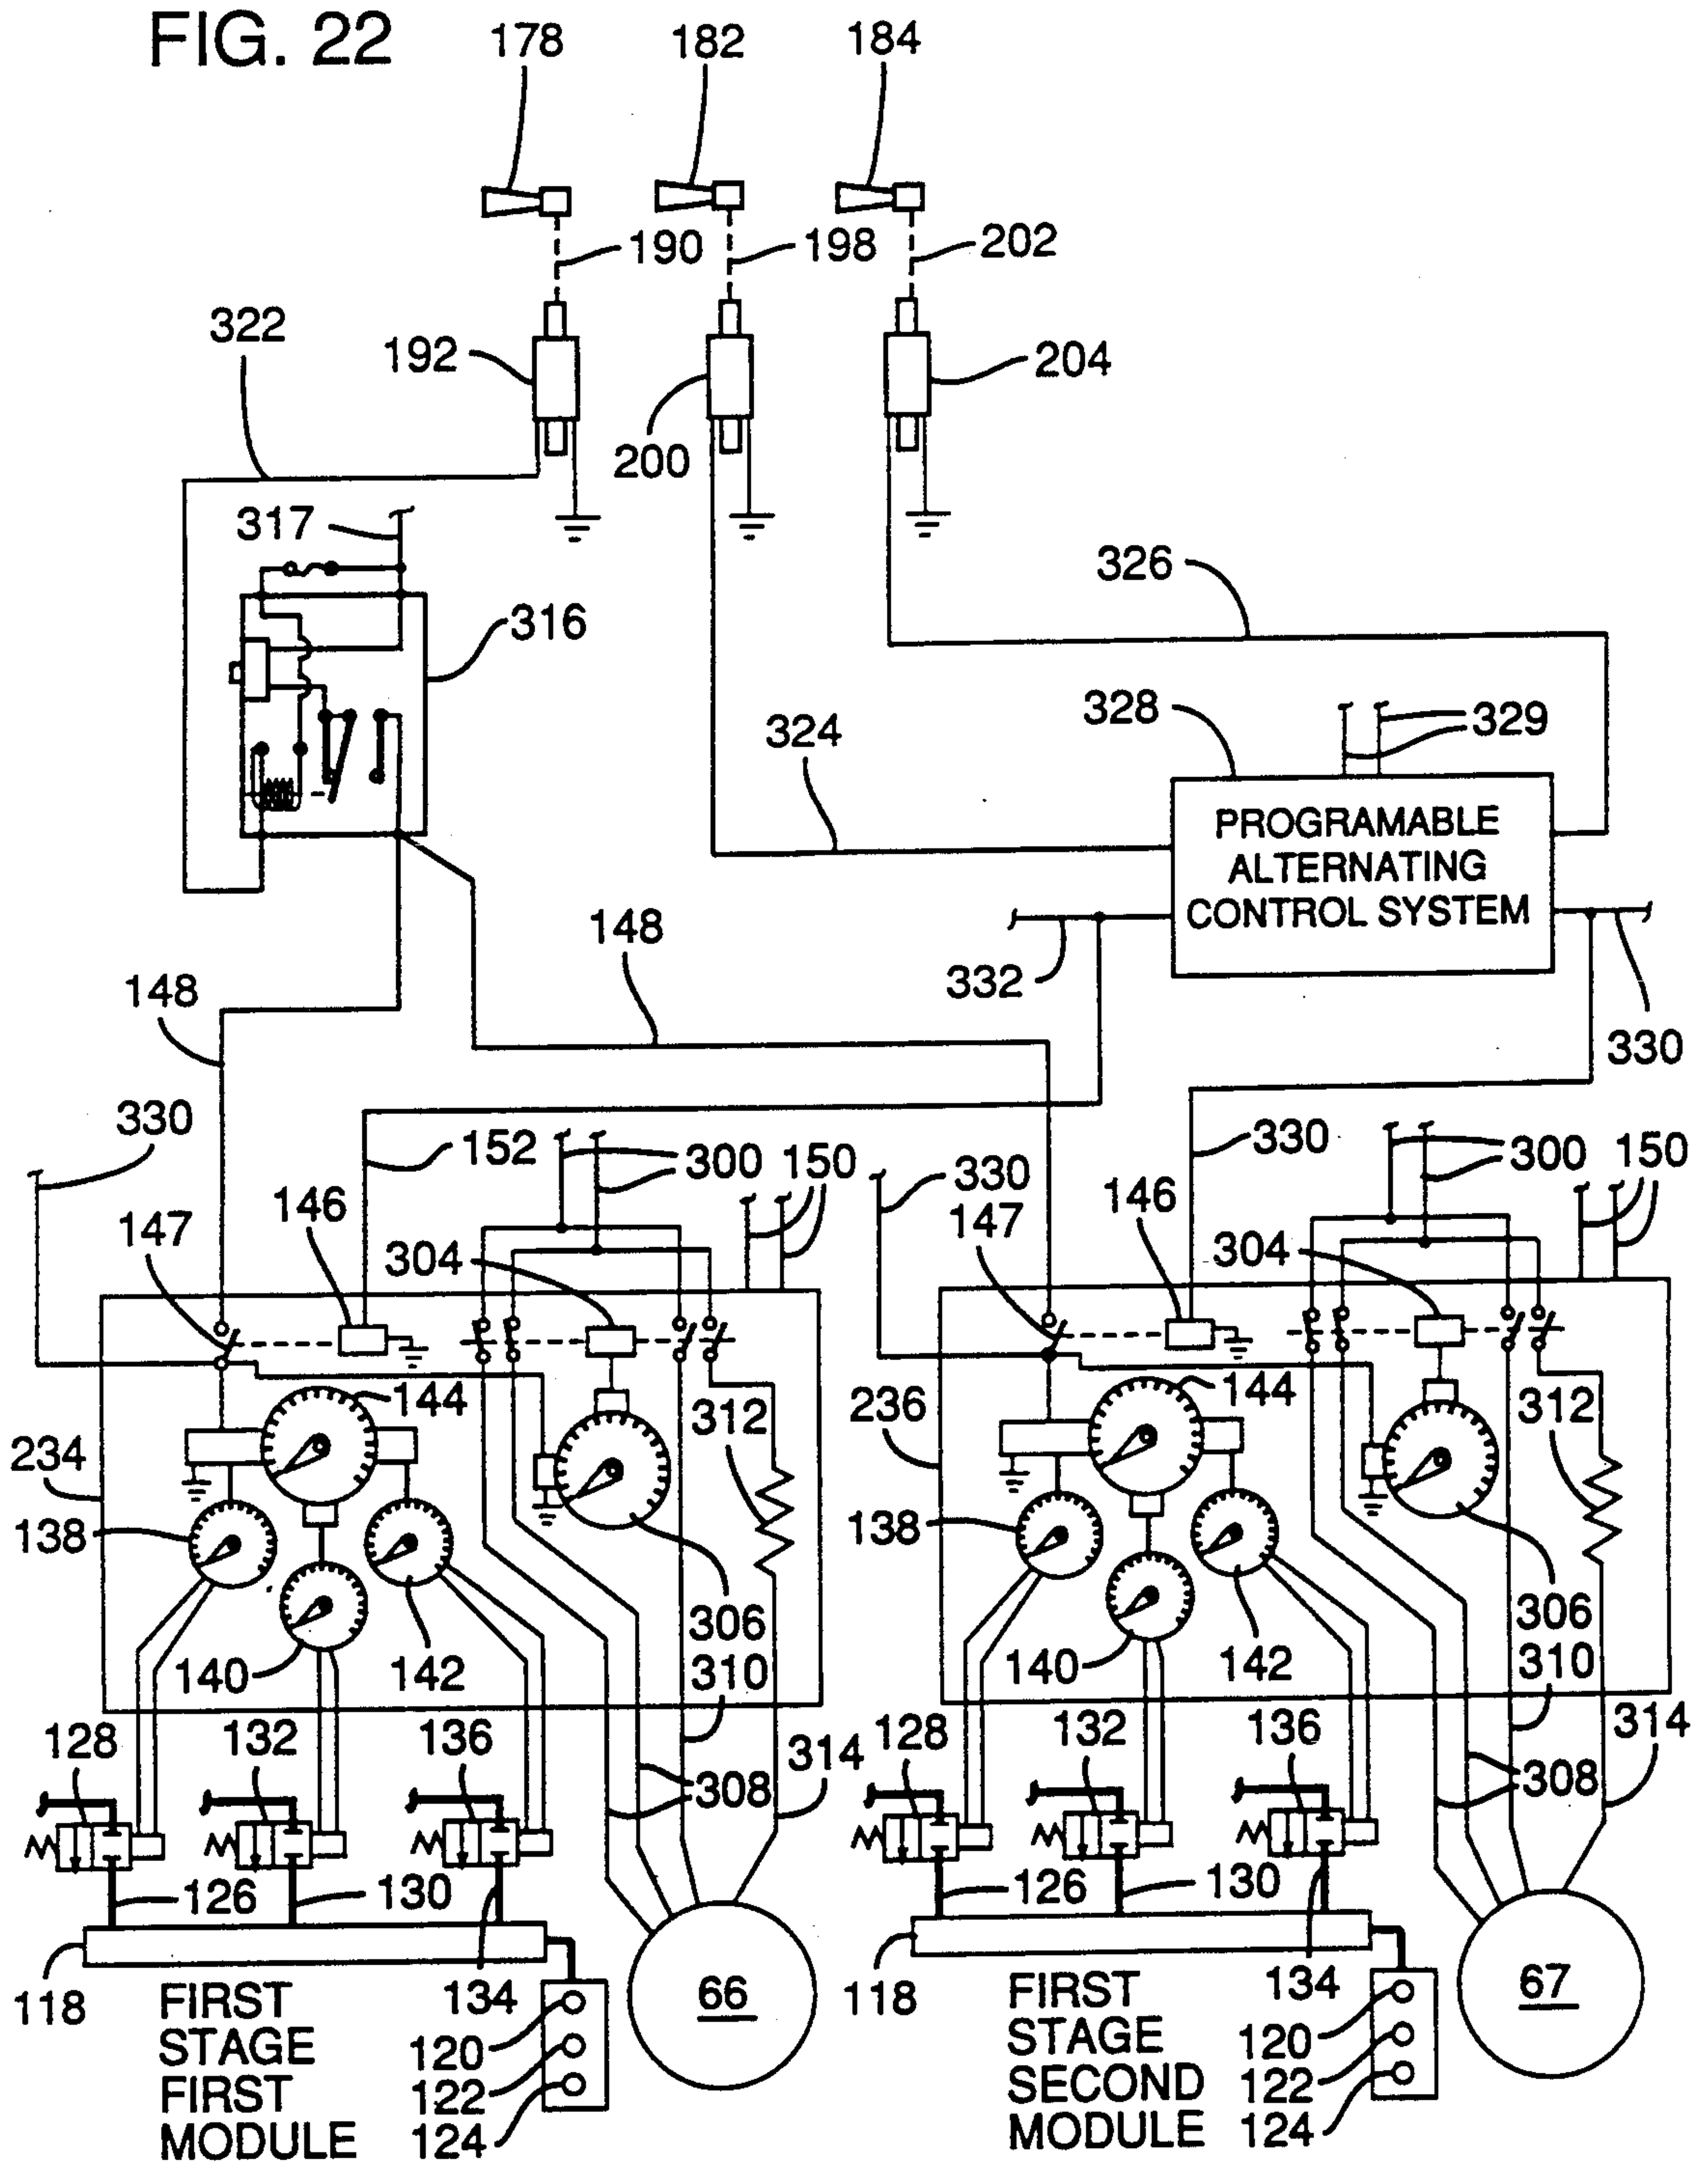 FIG. 22
178 182 184
190 198 202
322 192 200 204
317
316
326
328 329
324
PROGRAMABLE
ALTERNATING
CONTROL SYSTEM
148
332
148
330
330 152 300 150 330 330 300 150
147 146 304 147 146 304
144 312 236 144 312
234
138 138
306 306
140 142 310 140 142 310
128 132 136 314 128 132 136 314
308 308
126 130 126 130
118 134 66 118 134 67
FIRST
STAGE
FIRST
MODULE
120
122
124
FIRST
STAGE
SECOND
MODULE
120
122
124